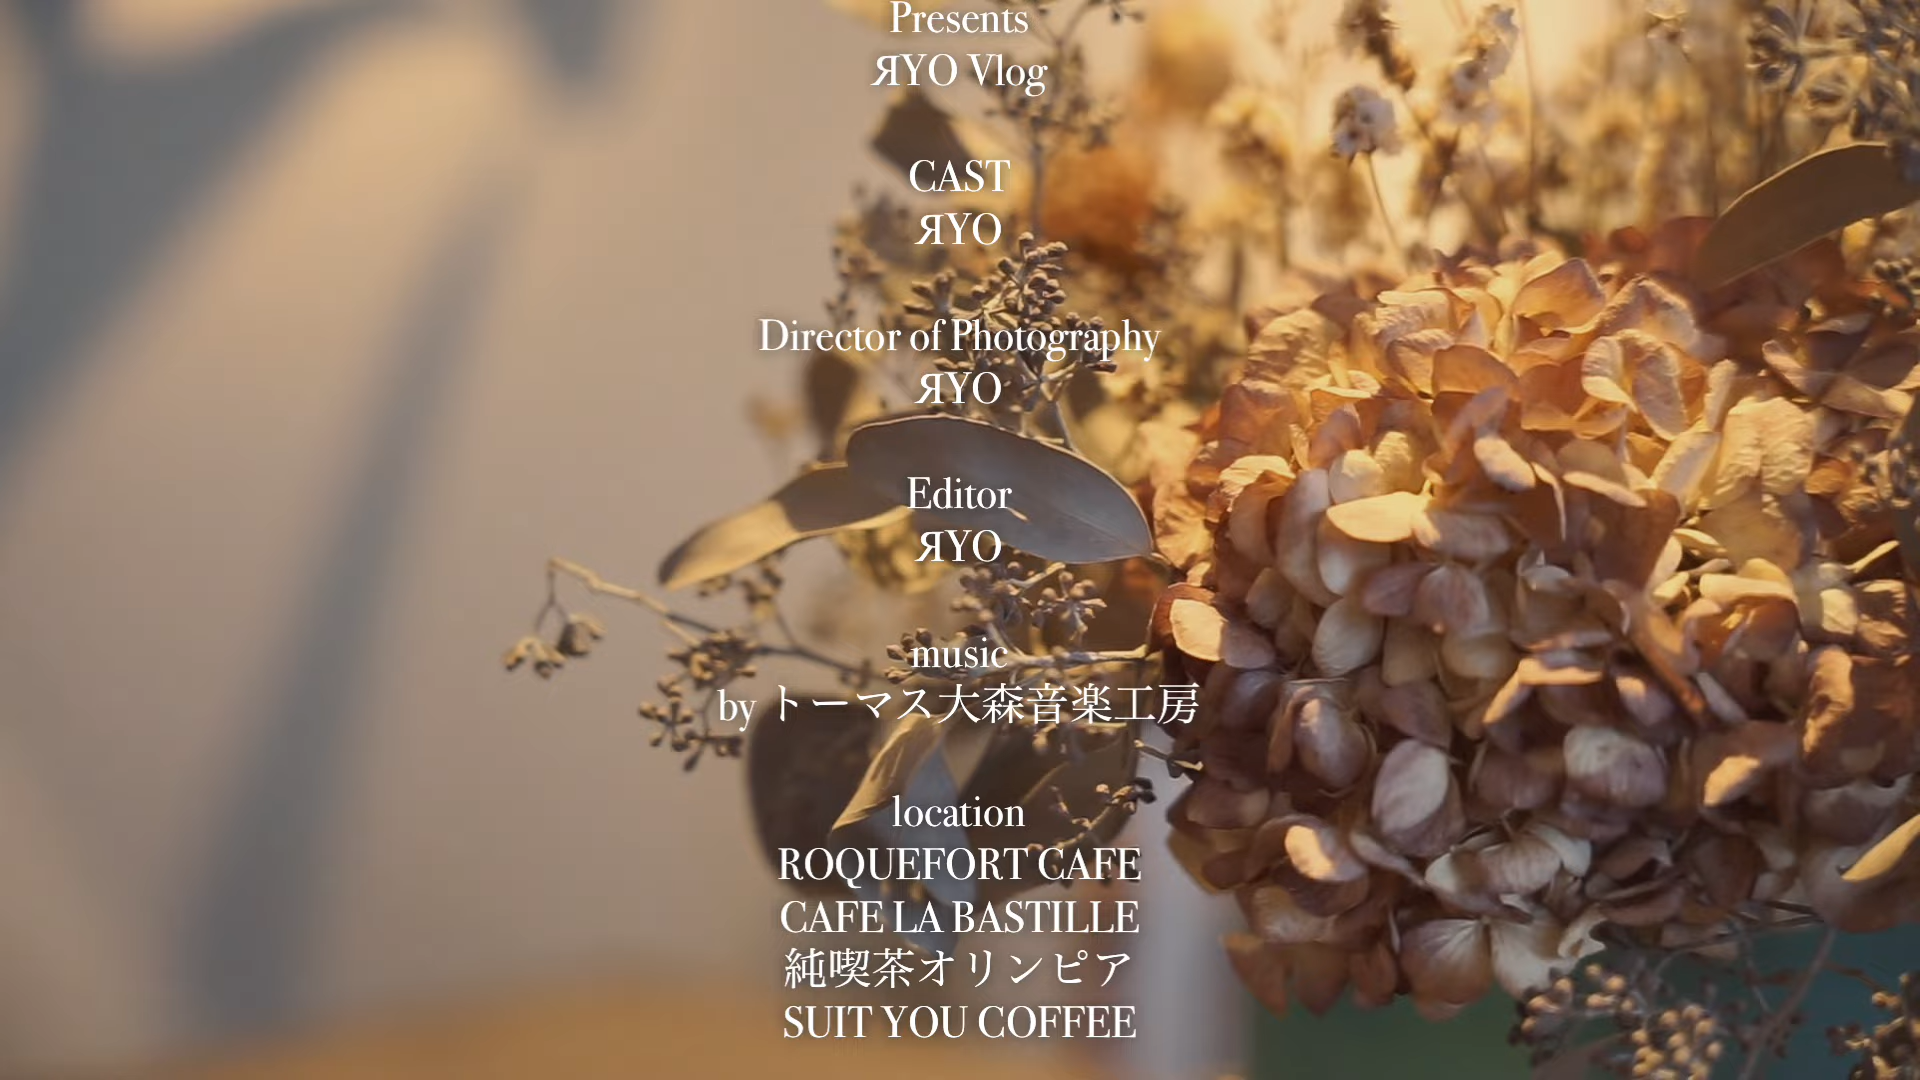 Presents
ЯYO Vlog
CAST
ЯYO
Director of Photography
ЯYO
Editor
ЯYO
music
by トーマス大森音楽工房
location
ROQUEFORT CAFE
CAFE LA BASTILLE
純喫茶オリンピア
SUIT YOU COFFEE